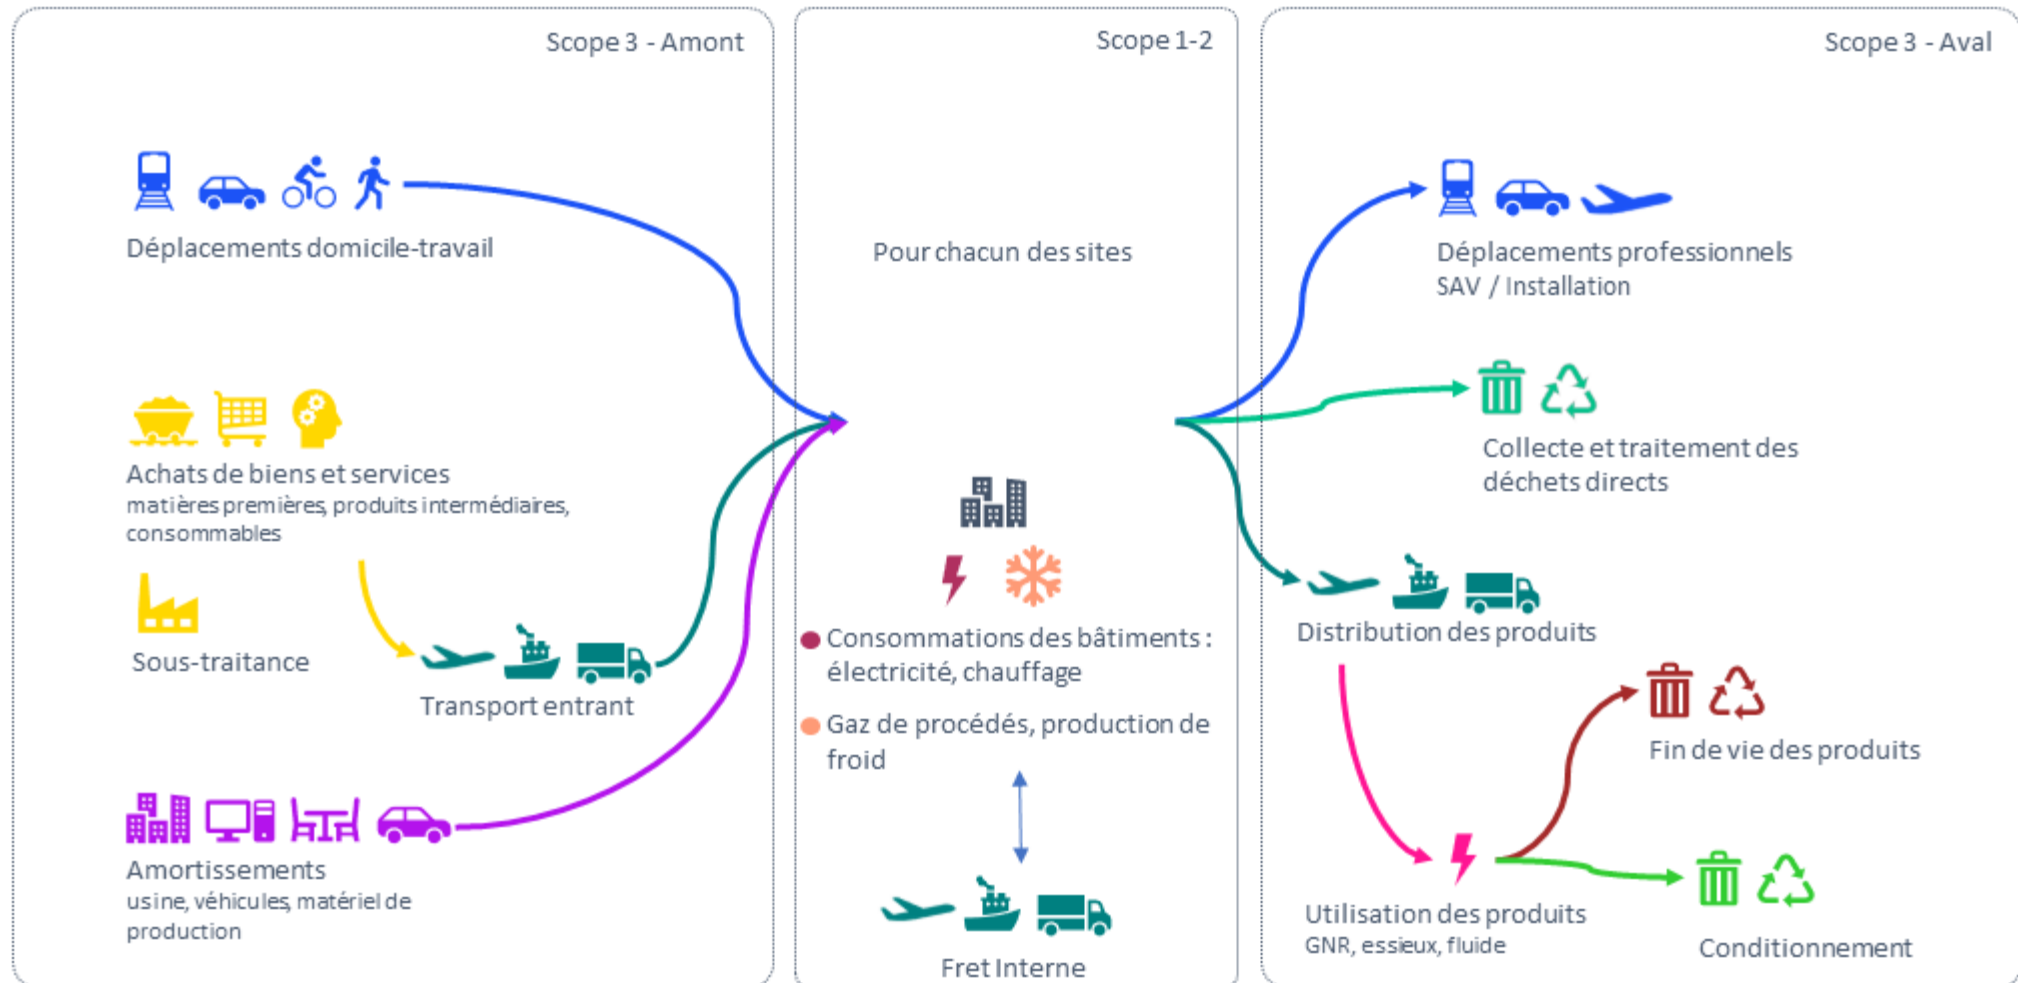 Scope 3 - Amont
Déplacements domicile-travail
Achats de biens et services
matières premières, produits intermédiaires,
consommables
Sous-traitance
Transport entrant
Amortissements
usine, véhicules, matériel de
production
Scope 1-2
Pour chacun des sites
Consommations des bâtiments :
électricité, chauffage
Gaz de procédés, production de
froid
Fret Interne
Scope 3 - Aval
Déplacements professionnels
SAV / Installation
Collecte et traitement des
déchets directs
Distribution des produits
Fin de vie des produits
Utilisation des produits
GNR, essieux, fluide
Conditionnement